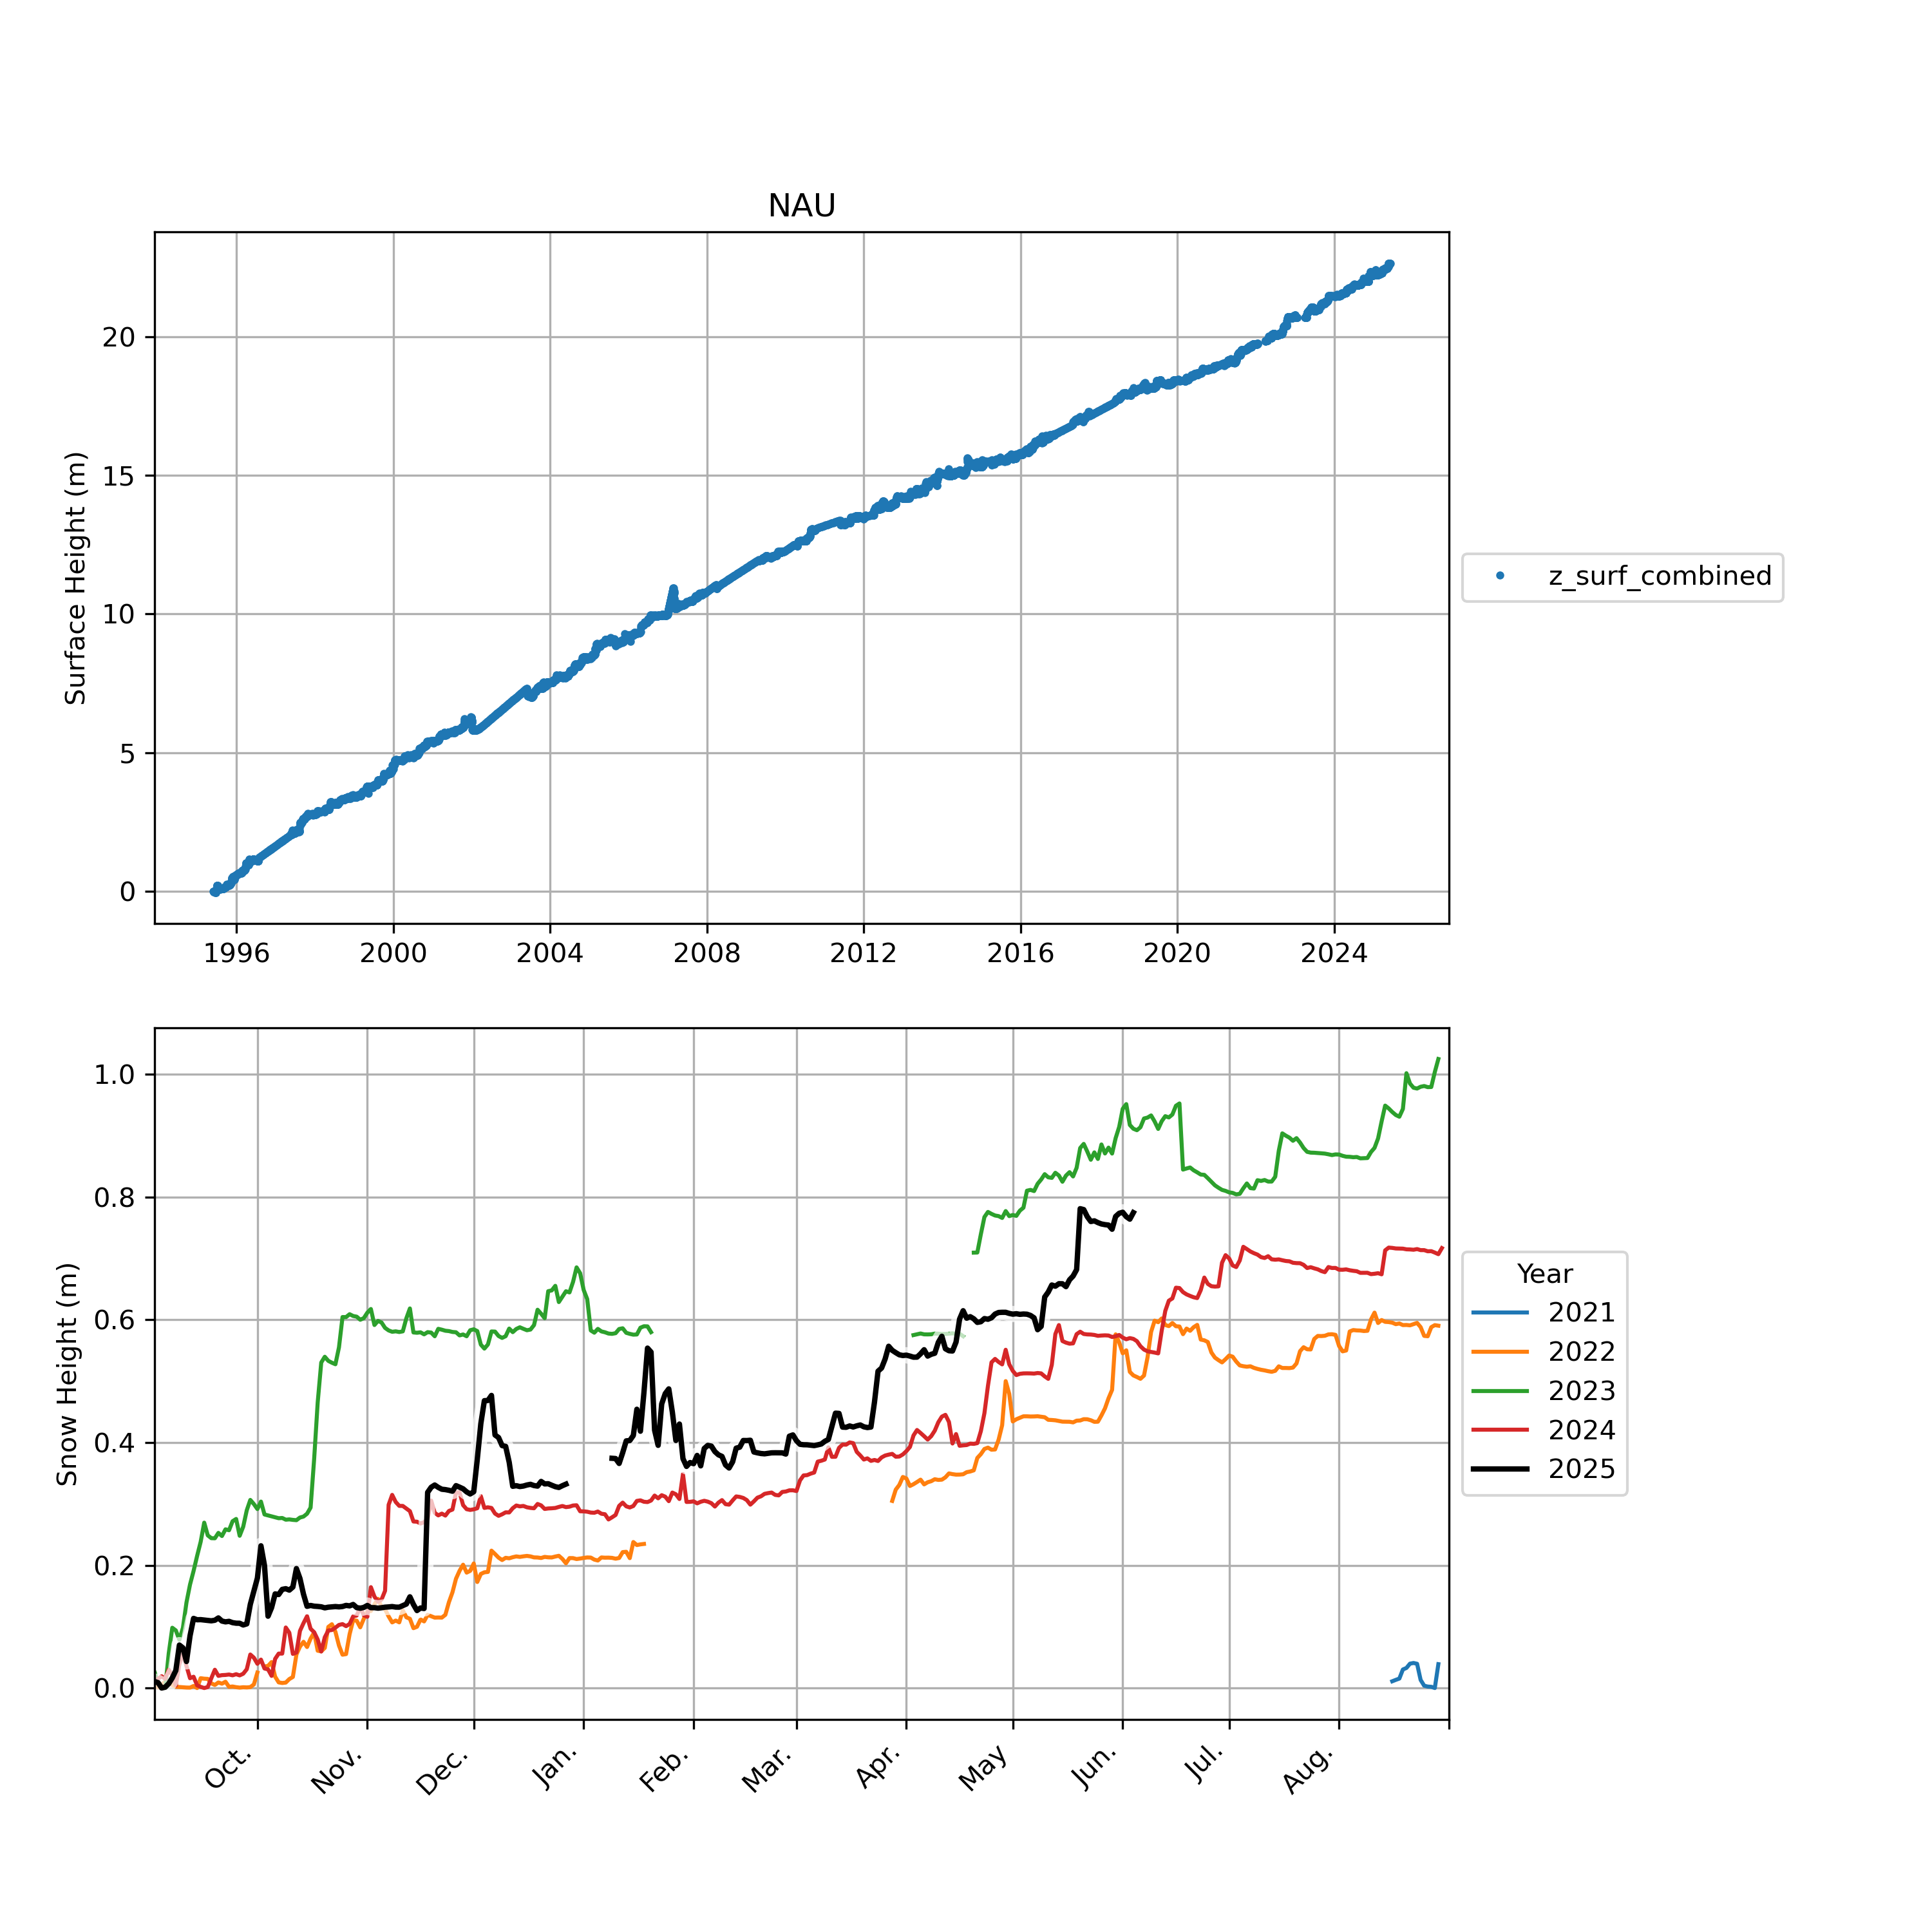 NAU
Surface Height (m)
20
15
10
5
0
1996 2000 2004 2008 2012 2016 2020 2024
z_surf_combined
Snow Height (m)
1.0
0.8
0.6
0.4
0.2
0.0
Oct. Nov. Dec. Jan. Feb. Mar. Apr. May Jun. Jul. Aug.
Year
2021
2022
2023
2024
2025